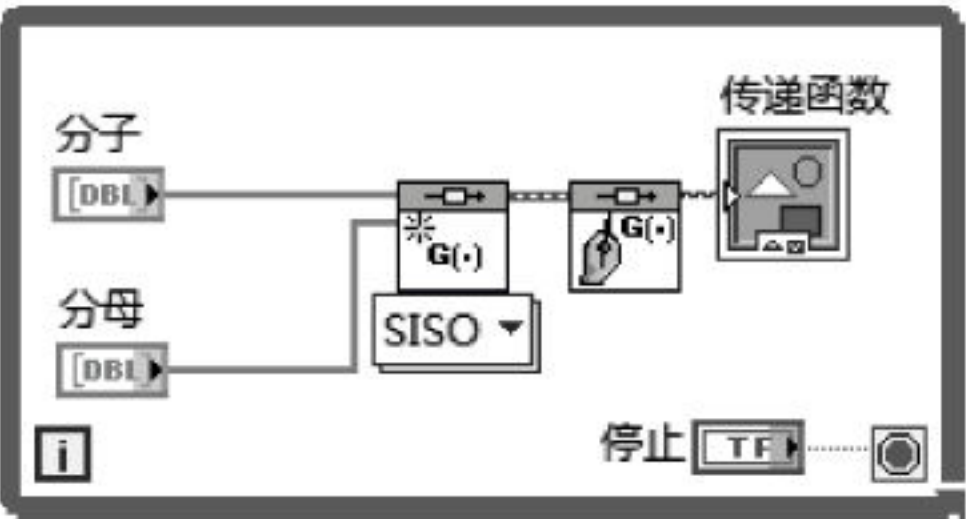 传递函数
分子
[DBL]
G(·)
G(·)
分母
SISO
[DBL]
停止
TF
i